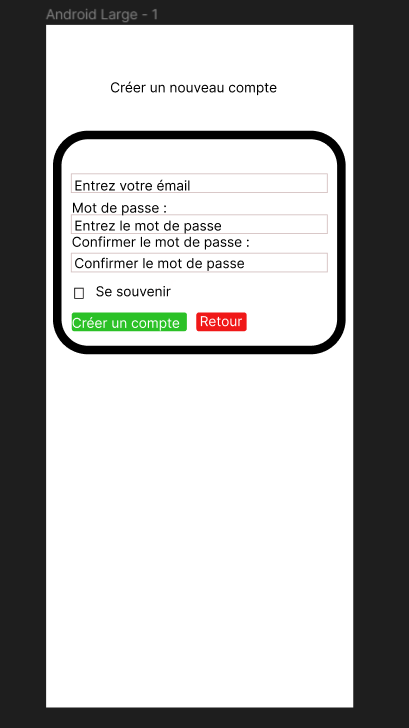 Android Large - 1
Créer un nouveau compte
Entrez votre émail
Mot de passe :
Entrez le mot de passe
Confirmer le mot de passe :
Confirmer le mot de passe
Se souvenir
Créer un compte Retour